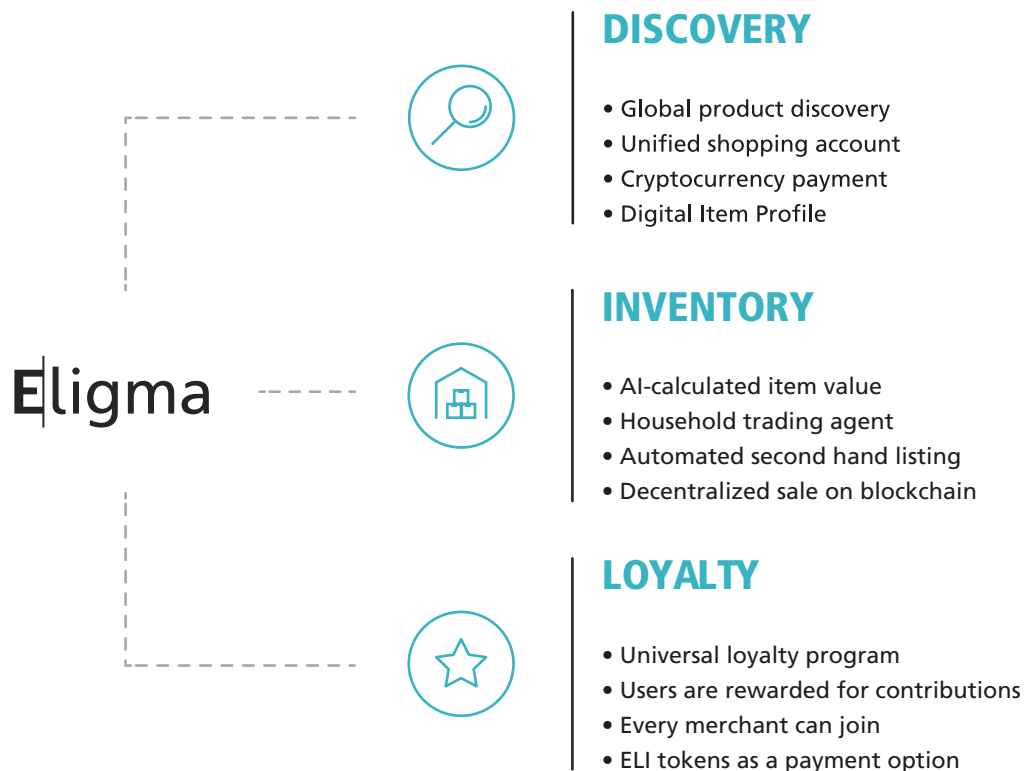 Eligma
DISCOVERY
• Global product discovery
• Unified shopping account
• Cryptocurrency payment
• Digital Item Profile
INVENTORY
• AI-calculated item value
• Household trading agent
• Automated second hand listing
• Decentralized sale on blockchain
LOYALTY
• Universal loyalty program
• Users are rewarded for contributions
• Every merchant can join
• ELI tokens as a payment option